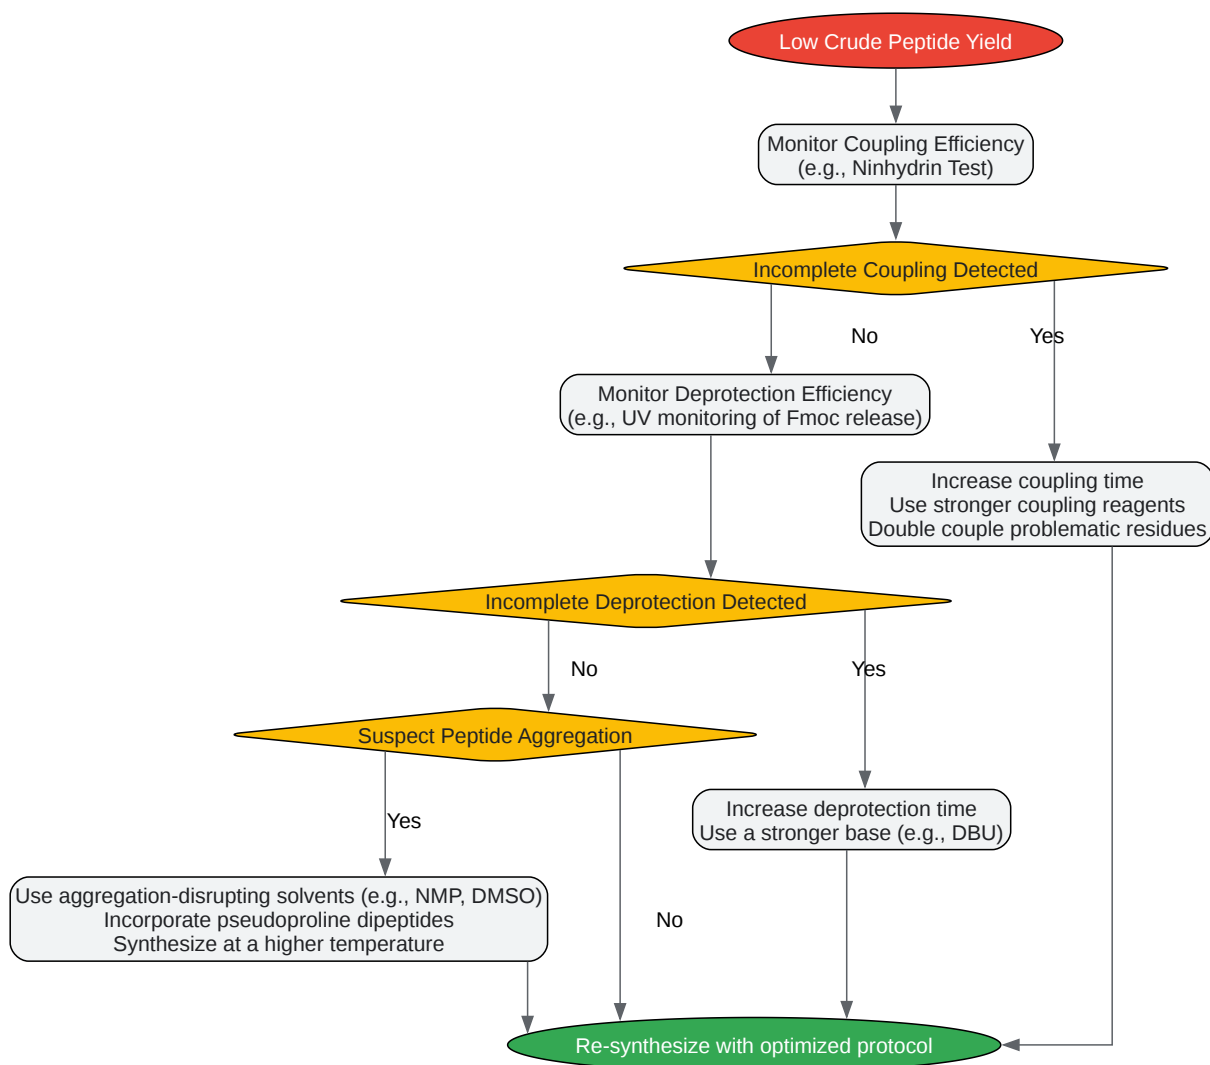 Low Crude Peptide Yield
Monitor Coupling Efficiency
(e.g., Ninhydrin Test)
Incomplete Coupling Detected
No
Yes
Monitor Deprotection Efficiency
(e.g., UV monitoring of Fmoc release)
Increase coupling time
Use stronger coupling reagents
Double couple problematic residues
Incomplete Deprotection Detected
No
Yes
Suspect Peptide Aggregation
Increase deprotection time
Use a stronger base (e.g., DBU)
Yes
Use aggregation-disrupting solvents (e.g., NMP, DMSO)
Incorporate pseudoproline dipeptides
Synthesize at a higher temperature
No
Re-synthesize with optimized protocol